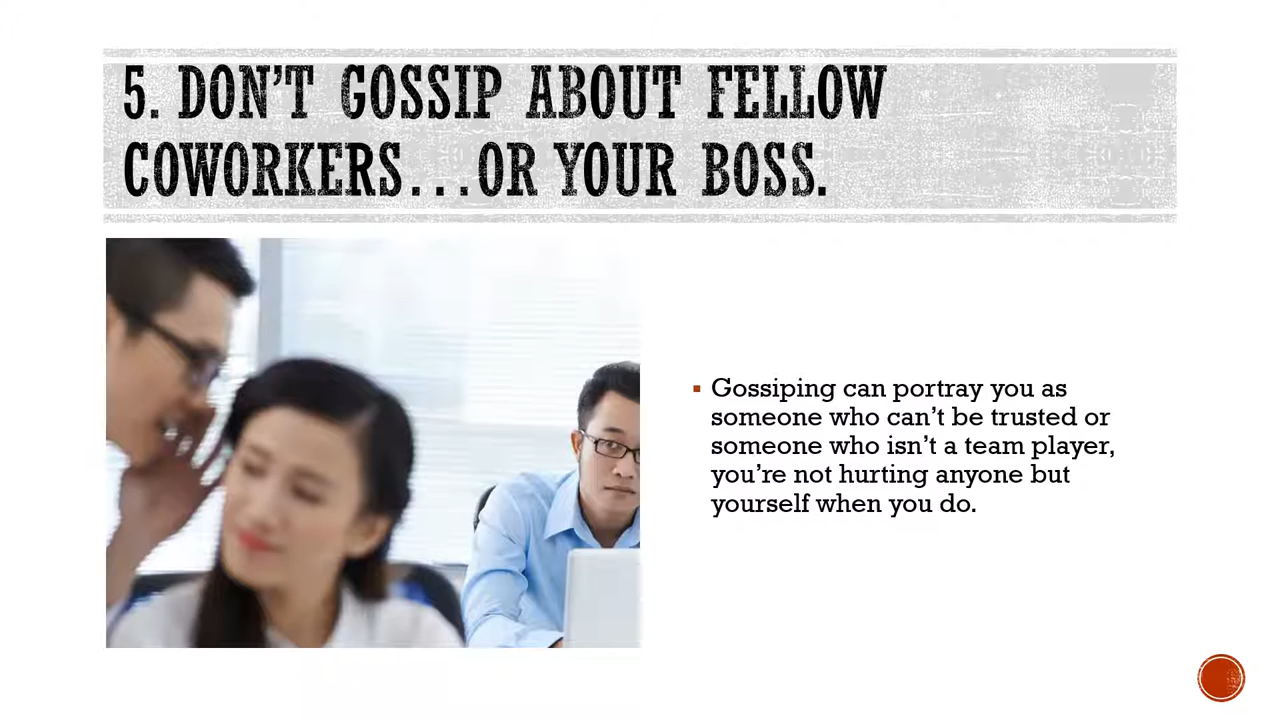 5. DON'T GOSSIP ABOUT FELLOW
COWORKERS...OR YOUR BOSS.
Gossiping can portray you as
someone who can't be trusted or
someone who isn't a team player,
you're not hurting anyone but
yourself when you do.